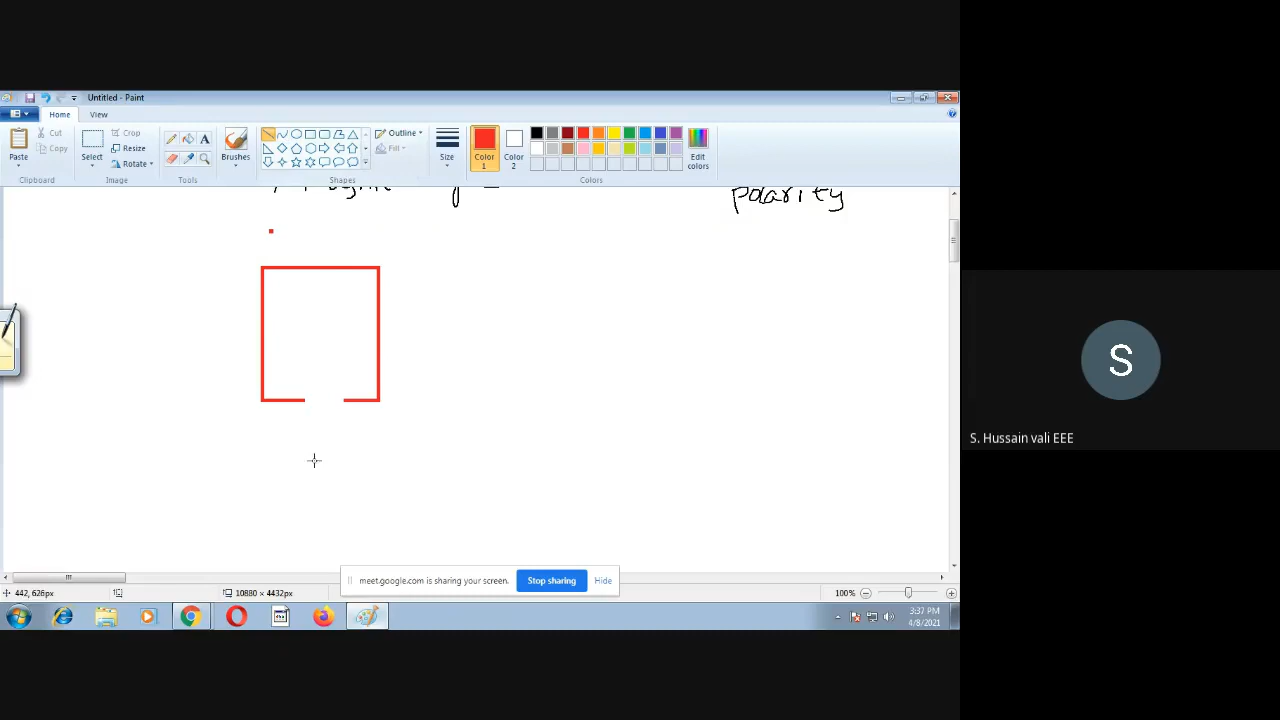 Untitled - Paint
Home View
Paste
Cut
Copy
Clipboard
Select
Crop
Resize
Rotate
Image
A
Tools
Brushes
Outline
Fill
Shapes
Size
Color 1
Color 2
Edit colors
Colors
polarity
S
S. Hussain vali EEE
meet.google.com is sharing your screen. Stop sharing Hide
442, 626px 10880 × 4432px 100%
3:37 PM
4/8/2021